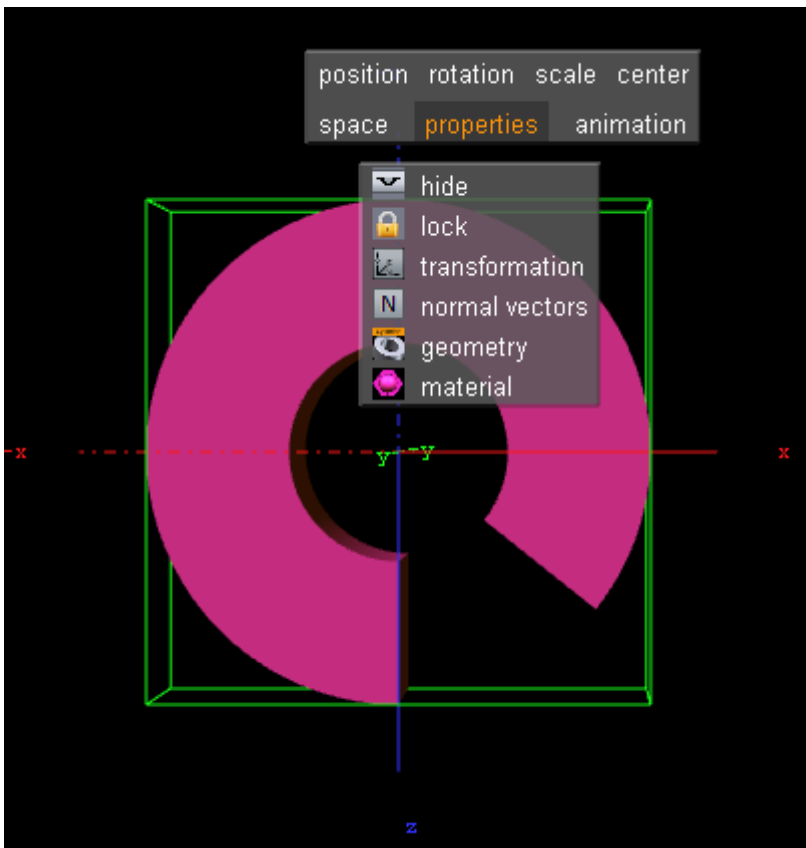 position rotation scale center
space properties animation
hide
lock
transformation
N normal vectors
geometry
material
-x y -y x
z